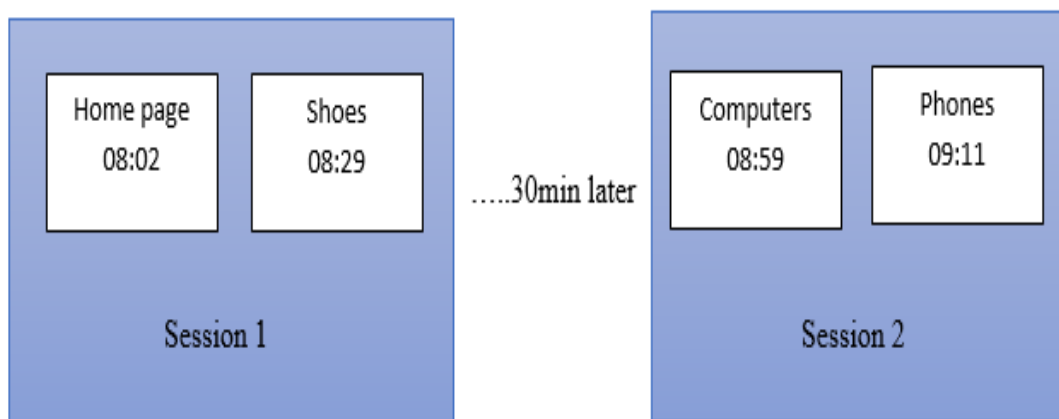 Home page
08:02
Shoes
08:29
Session 1
.....30min later
Computers
08:59
Phones
09:11
Session 2